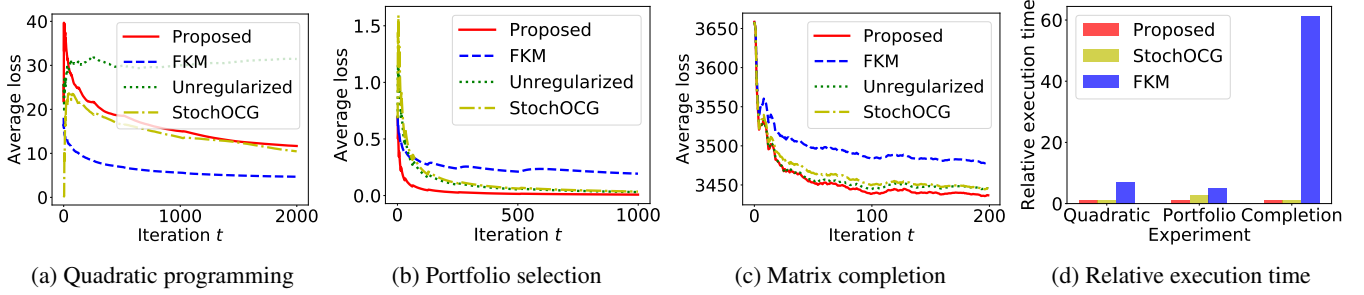 Average loss
40
30
20
10
0
Proposed
FKM
Unregularized
StochOCG
0
1000
2000
Iteration t
(a) Quadratic programming
Average loss
1.5
1.0
0.5
0.0
Proposed
FKM
Unregularized
StochOCG
0
500
1000
Iteration t
(b) Portfolio selection
Average loss
3650
3600
3550
3500
3450
Proposed
FKM
Unregularized
StochOCG
0
100
200
Iteration t
(c) Matrix completion
Relative execution time
60
40
20
0
Proposed
StochOCG
FKM
Quadratic Portfolio Completion
Experiment
(d) Relative execution time